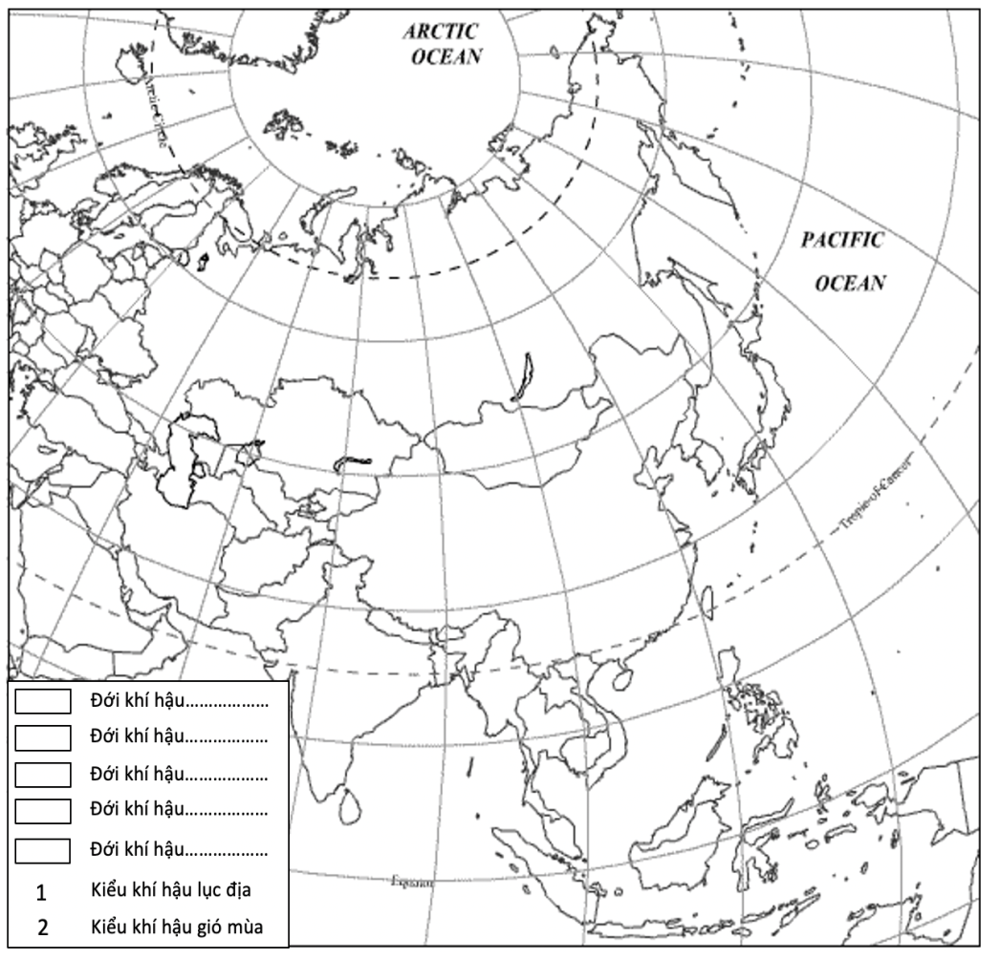 ARCTIC
OCEAN
Arctic Circle
PACIFIC
OCEAN
Tropic of Cancer
Đới khí hậu..................
Đới khí hậu..................
Đới khí hậu..................
Đới khí hậu..................
Đới khí hậu..................
1 Kiểu khí hậu lục địa
2 Kiểu khí hậu gió mùa
Equator